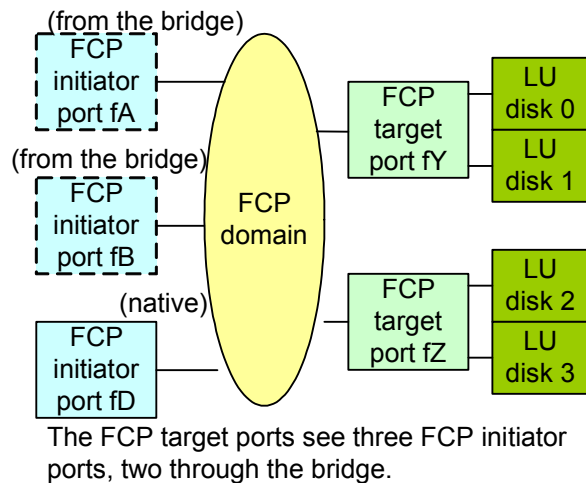 (from the bridge)
FCP
initiator
port fA
(from the bridge)
FCP
initiator
port fB
(native)
FCP
initiator
port fD
FCP
domain
FCP
target
port fY
LU
disk 0
LU
disk 1
FCP
target
port fZ
LU
disk 2
LU
disk 3
The FCP target ports see three FCP initiator
ports, two through the bridge.